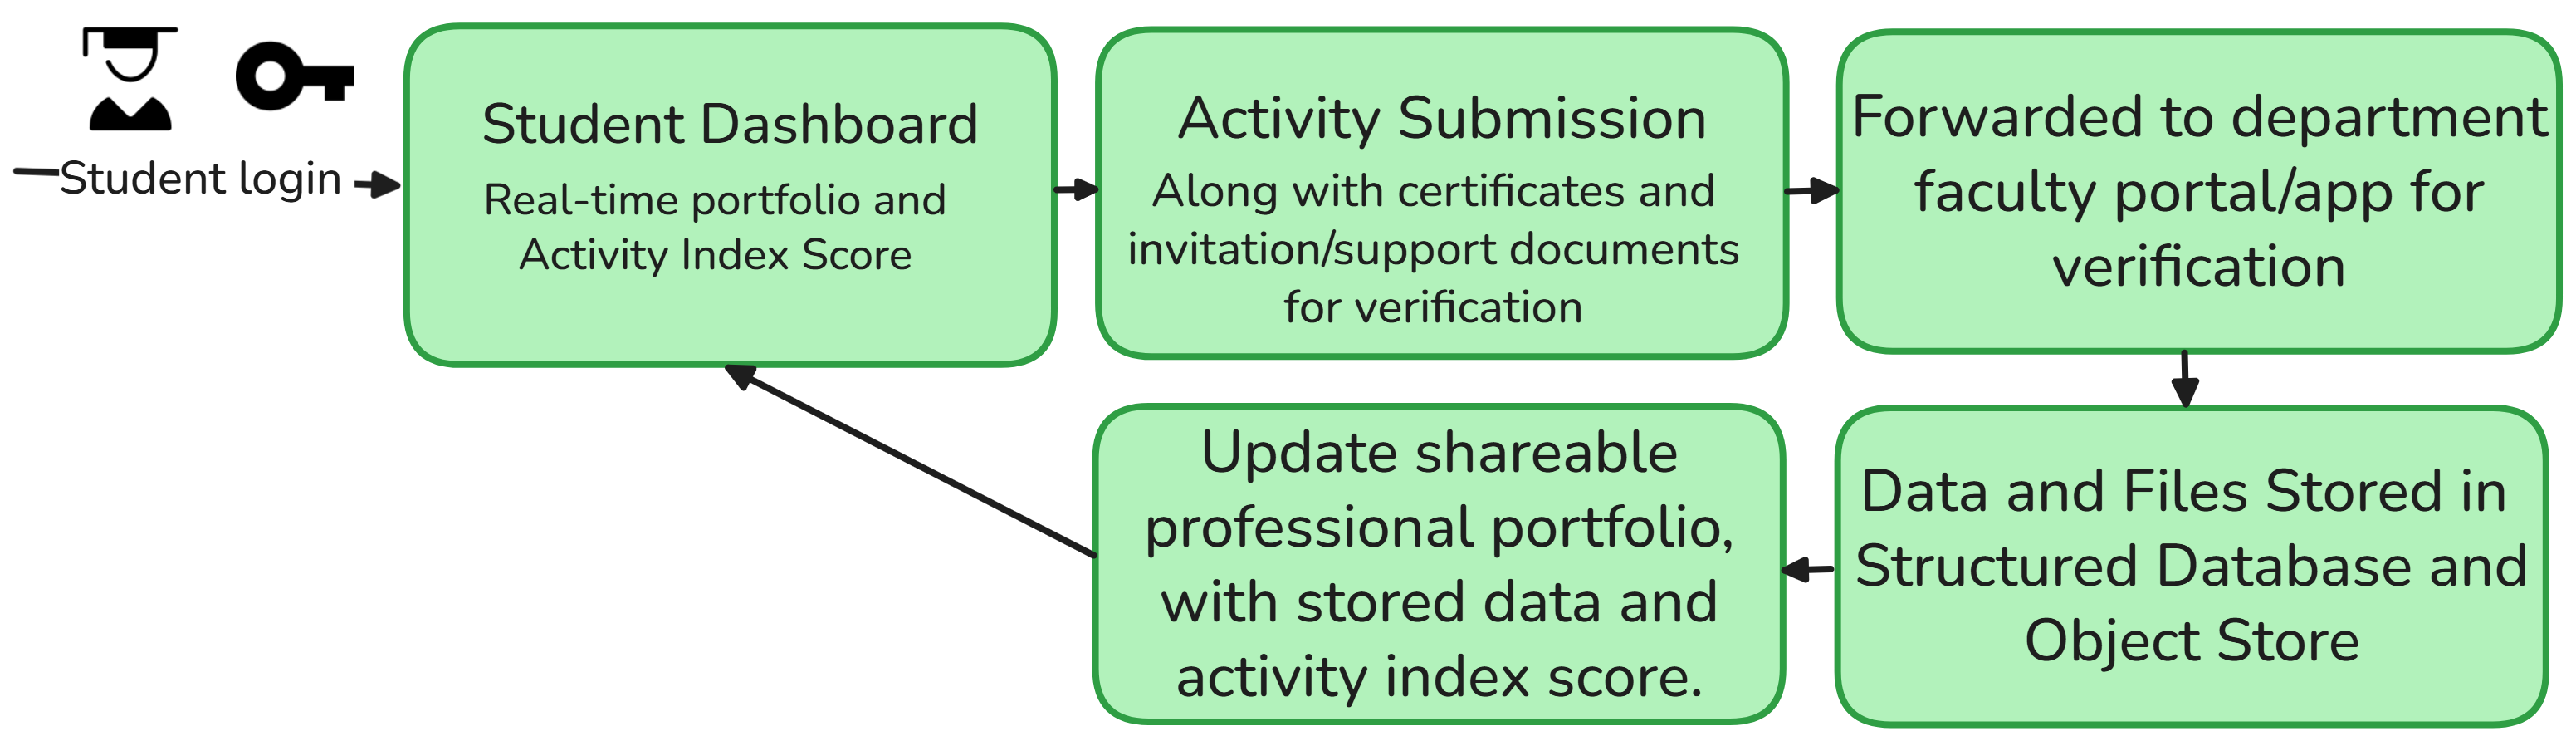 Student login
Student Dashboard
Real-time portfolio and
Activity Index Score
Activity Submission
Along with certificates and
invitation/support documents
for verification
Forwarded to department
faculty portal/app for
verification
Data and Files Stored in
Structured Database and
Object Store
Update shareable
professional portfolio,
with stored data and
activity index score.